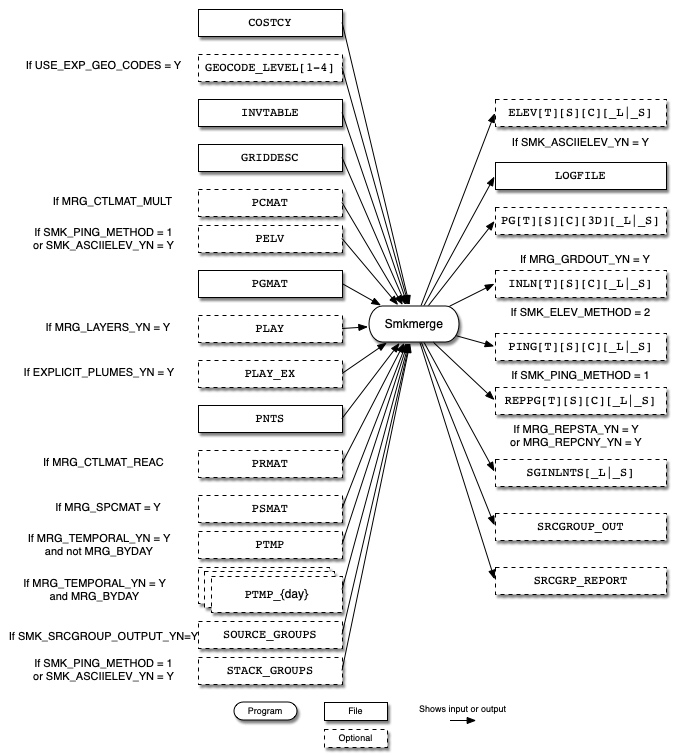 COSTCY
If USE_EXP_GEO_CODES = Y
GEOCODE_LEVEL[1-4]
INVTABLE
GRIDDESC
If MRG_CTLMAT_MULT
PCMAT
If SMK_PING_METHOD = 1
or SMK_ASCIIELEV_YN = Y
PELV
PGMAT
If MRG_LAYERS_YN = Y
PLAY
If EXPLICIT_PLUMES_YN = Y
PLAY_EX
PNTS
If MRG_CTLMAT_REAC
PRMAT
If MRG_SPCMAT = Y
PSMAT
If MRG_TEMPORAL_YN = Y
and not MRG_BYDAY
PTMP
If MRG_TEMPORAL_YN = Y
and MRG_BYDAY
PTMP_{day}
If SMK_SRCGROUP_OUTPUT_YN=Y
SOURCE_GROUPS
If SMK_PING_METHOD = 1
or SMK_ASCIIELEV_YN = Y
STACK_GROUPS
Smkmerge
ELEV[T][S][C][_L|_S]
If SMK_ASCIIELEV_YN = Y
LOGFILE
PG[T][S][C][3D][_L|_S]
If MRG_GRDOUT_YN = Y
INLN[T][S][C][_L|_S]
If SMK_ELEV_METHOD = 2
PING[T][S][C][_L|_S]
If SMK_PING_METHOD = 1
REPPG[T][S][C][_L|_S]
If MRG_REPSTA_YN = Y
or MRG_REPCNY_YN = Y
SGINLNTS[_L|_S]
SRCGROUP_OUT
SRCGRP_REPORT
Program
File
Shows input or output
Optional